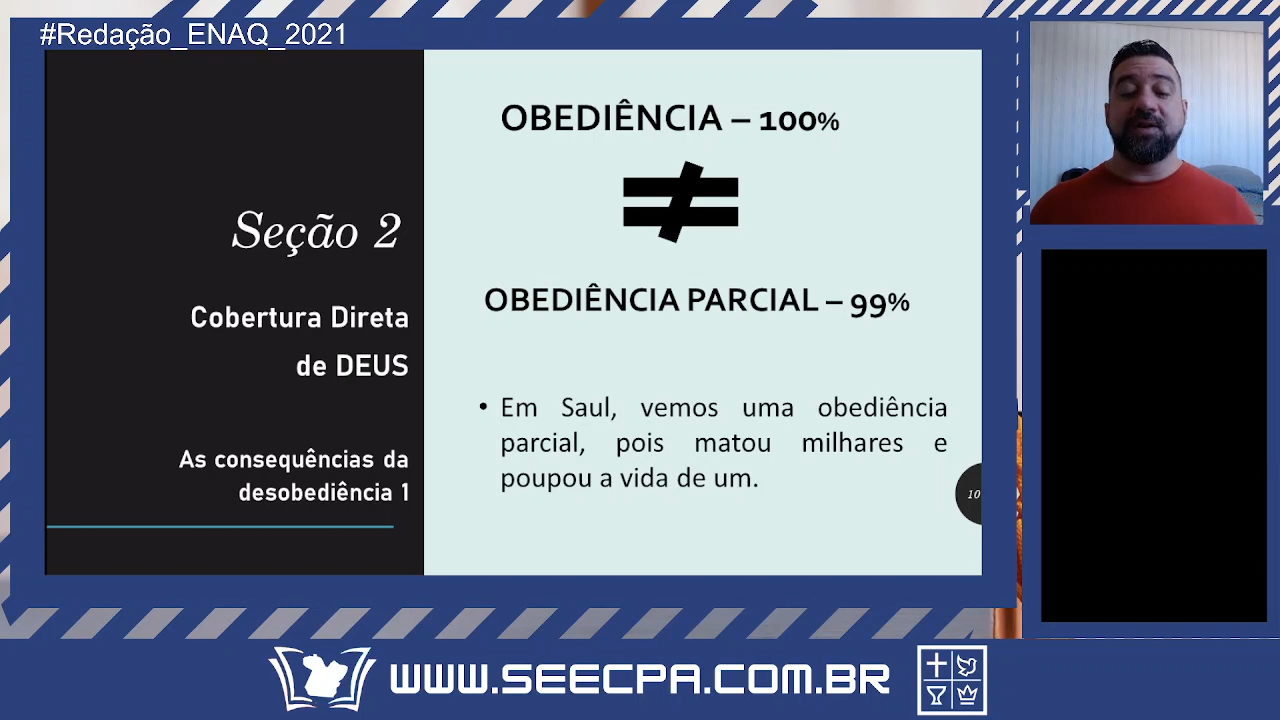 #Redação_ENAQ_2021
Seção 2
Cobertura Direta
de DEUS
As consequências da
desobediência 1
OBEDIÊNCIA – 100%
≠
OBEDIÊNCIA PARCIAL – 99%
• Em Saul, vemos uma obediência
parcial, pois matou milhares e
poupou a vida de um.
10
WWW.SEECPA.COM.BR